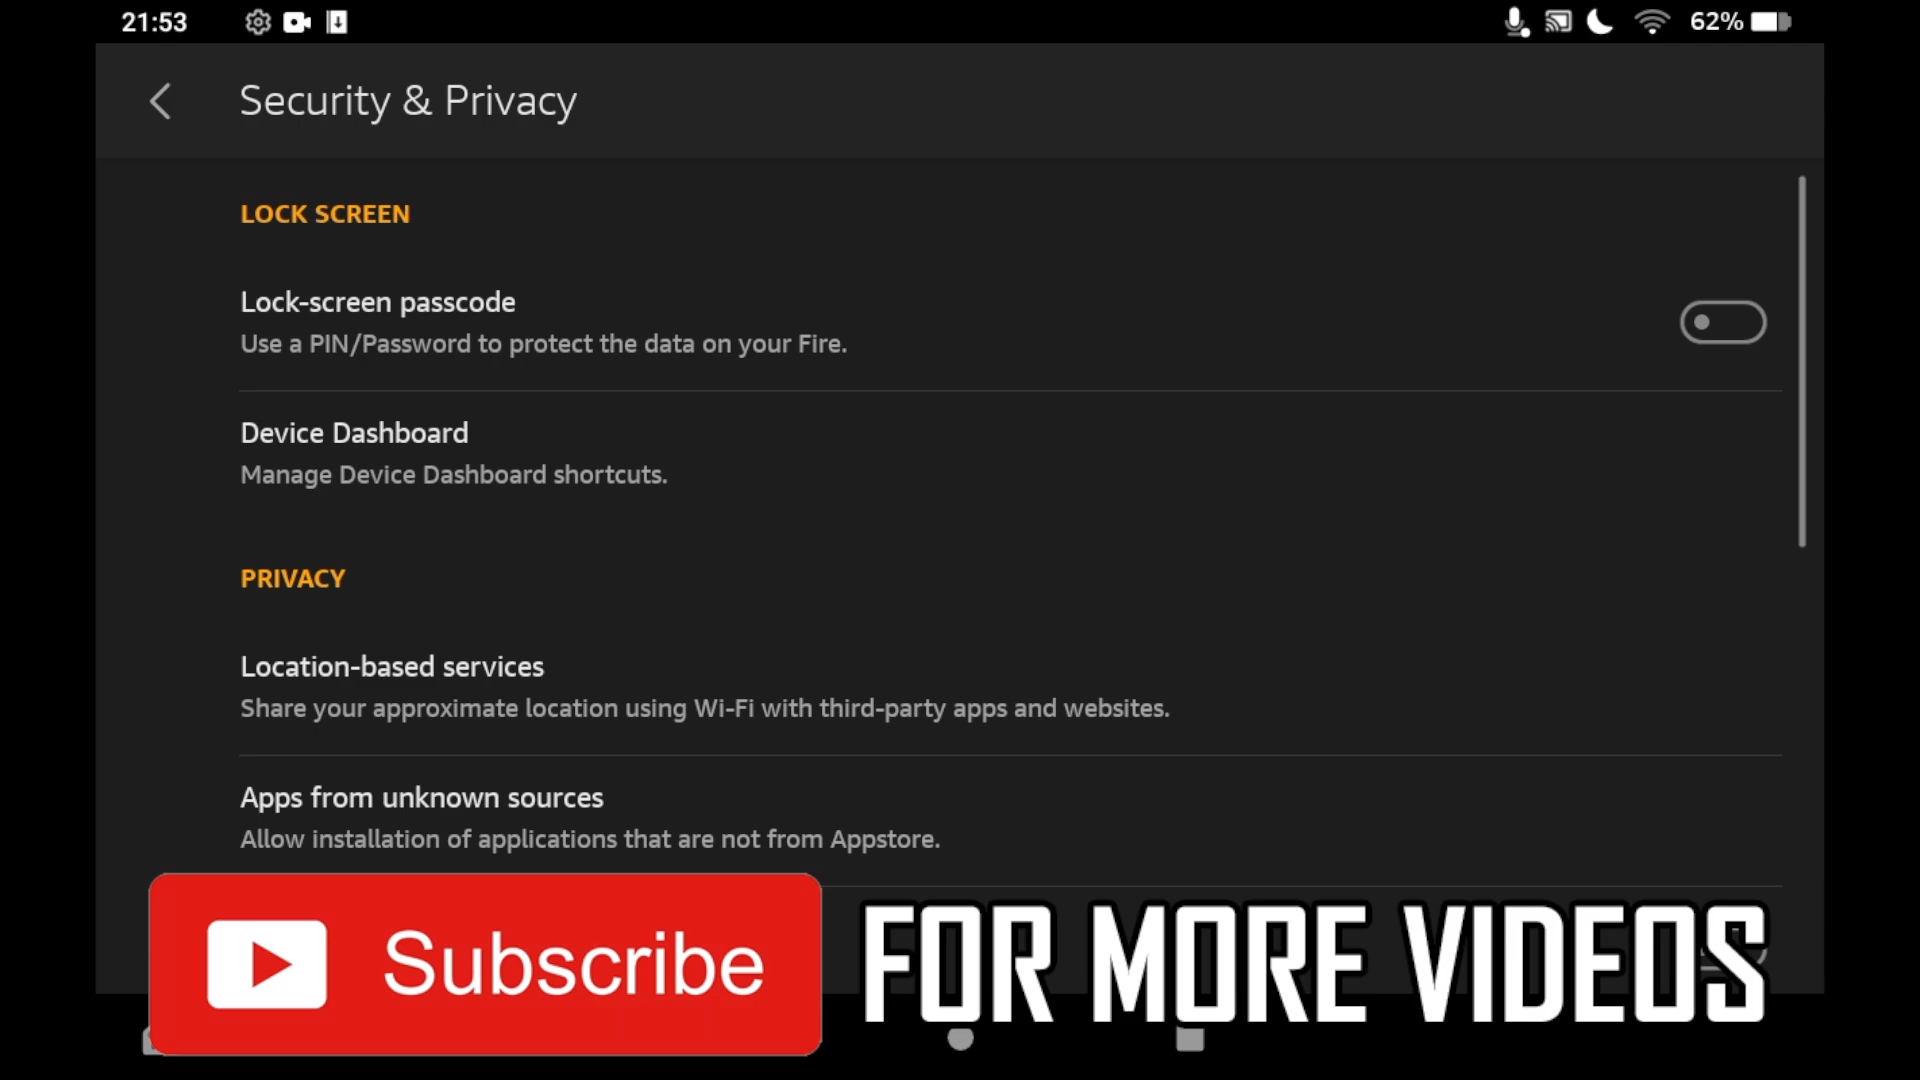 21:53
62%
Security & Privacy
LOCK SCREEN
Lock-screen passcode
Use a PIN/Password to protect the data on your Fire.
Device Dashboard
Manage Device Dashboard shortcuts.
PRIVACY
Location-based services
Share your approximate location using Wi-Fi with third-party apps and websites.
Apps from unknown sources
Allow installation of applications that are not from Appstore.
Subscribe
FOR MORE VIDEOS